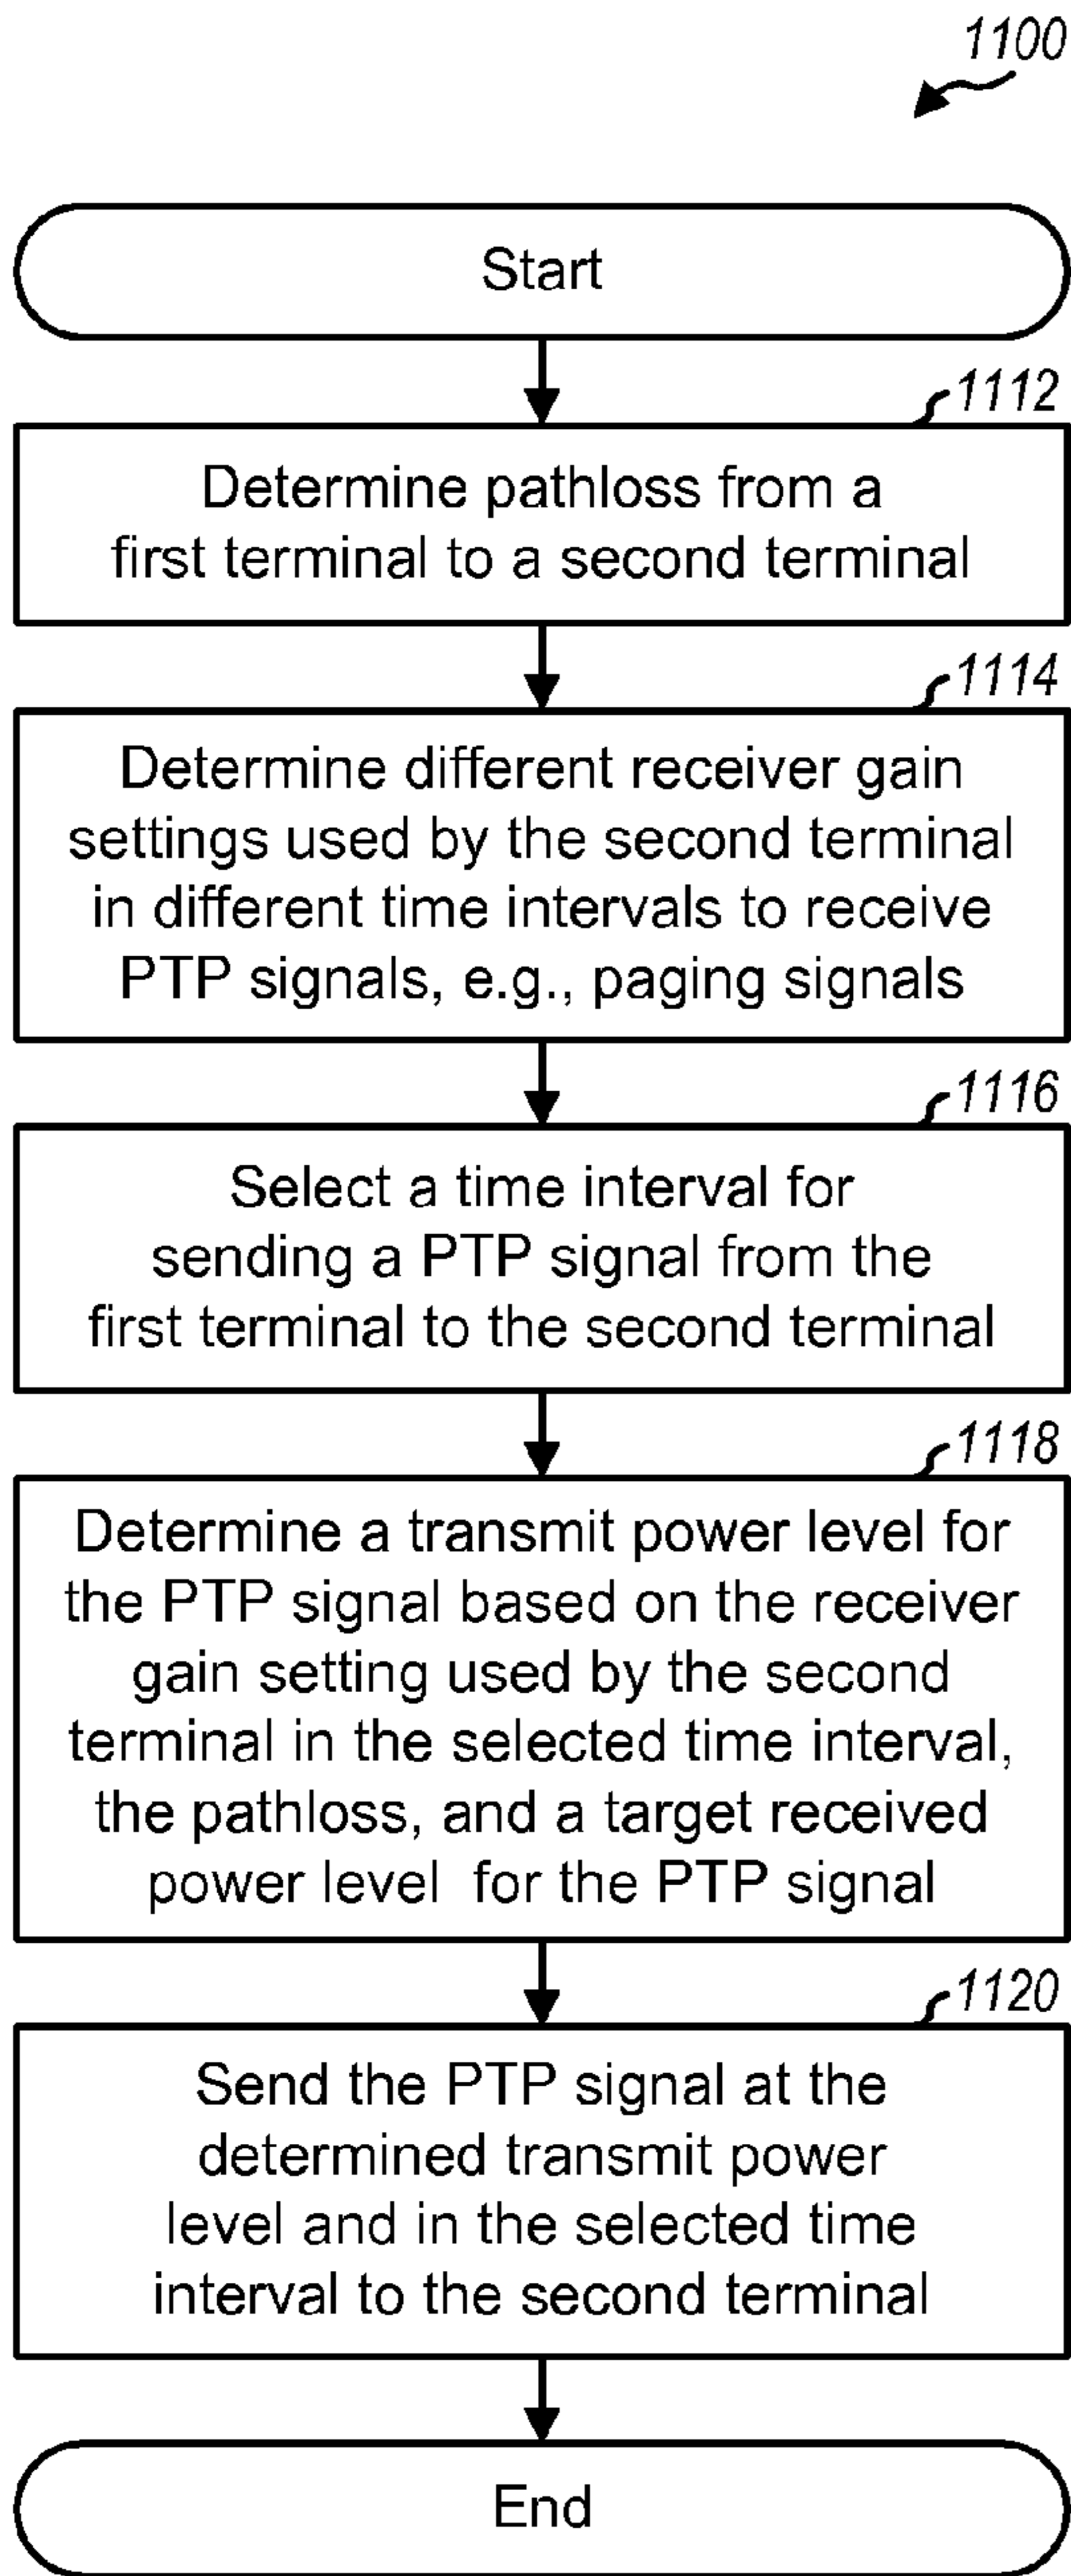 1100
Start
1112
Determine pathloss from a
first terminal to a second terminal
1114
Determine different receiver gain
settings used by the second terminal
in different time intervals to receive
PTP signals, e.g., paging signals
1116
Select a time interval for
sending a PTP signal from the
first terminal to the second terminal
1118
Determine a transmit power level for
the PTP signal based on the receiver
gain setting used by the second
terminal in the selected time interval,
the pathloss, and a target received
power level for the PTP signal
1120
Send the PTP signal at the
determined transmit power
level and in the selected time
interval to the second terminal
End